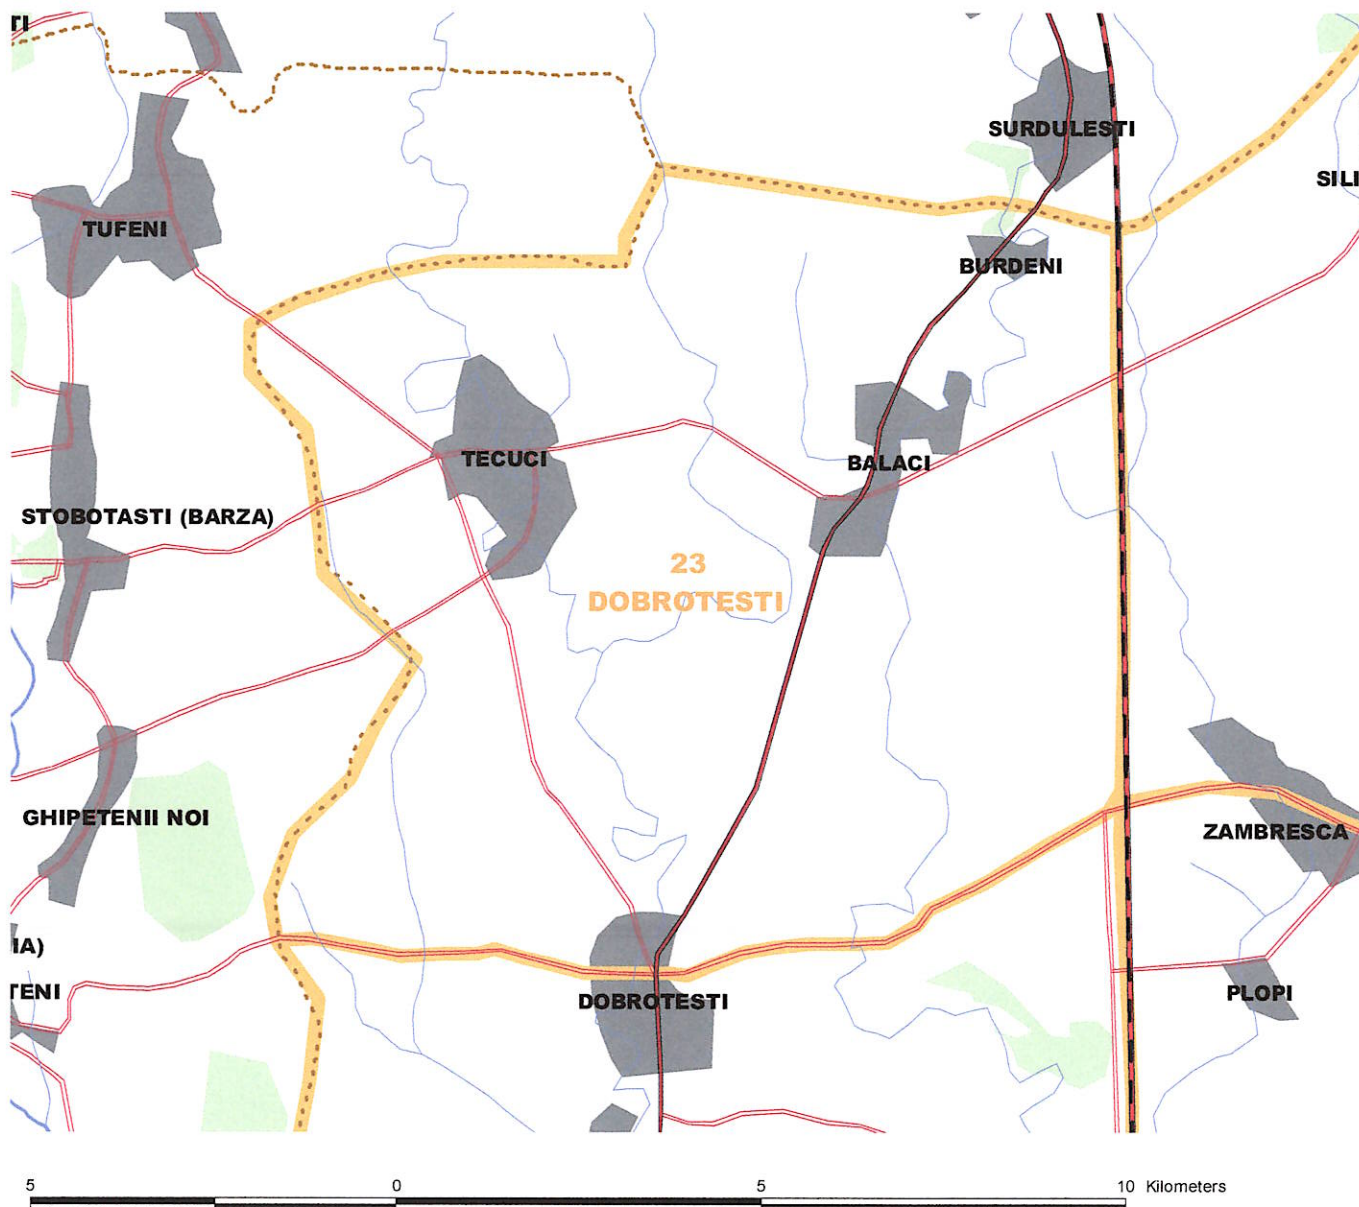 TI
SURDULESTI
SILI
TUFENI
BURDENI
TECUCI
BALACI
STOBOTASTI (BARZA)
23
DOBROTESTI
GHIPETENII NOI
ZAMBRESCA
IA)
TENI
DOBROTESTI
PLOPI
5 0 5 10 Kilometers